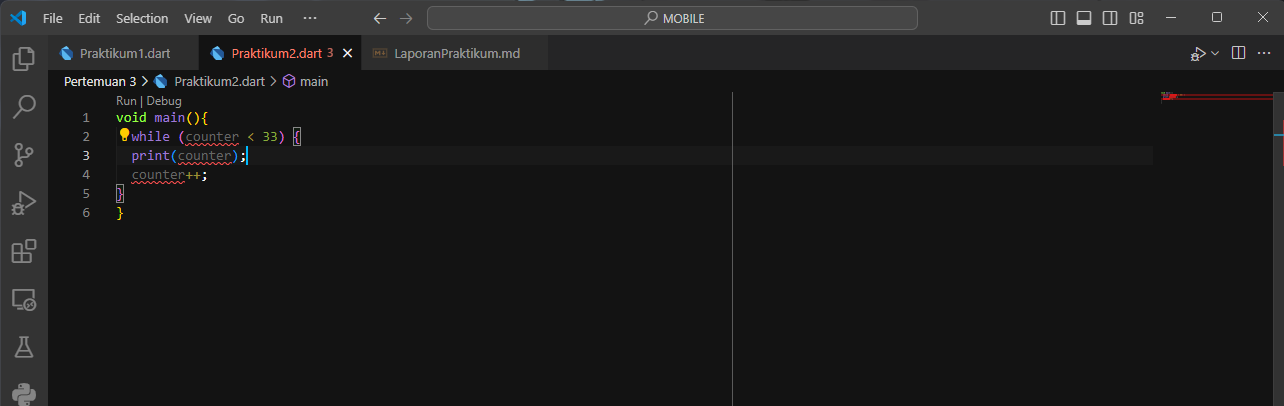 File Edit Selection View Go Run ··· MOBILE
Praktikum1.dart Praktikum2.dart 3 LaporanPraktikum.md
Pertemuan 3 > Praktikum2.dart > main
Run | Debug
1 void main(){
2 while (counter < 33) {
3 print(counter);
4 counter++;
5 }
6 }